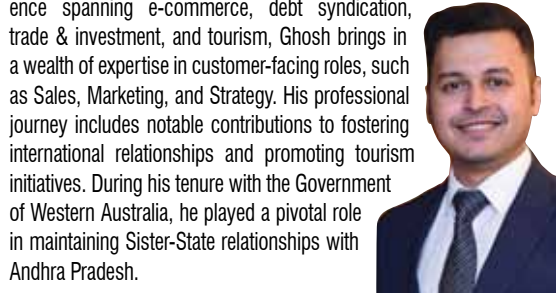 ence spanning e-commerce, debt syndication,
trade & investment, and tourism, Ghosh brings in
a wealth of expertise in customer-facing roles, such
as Sales, Marketing, and Strategy. His professional
journey includes notable contributions to fostering
international relationships and promoting tourism
initiatives. During his tenure with the Government
of Western Australia, he played a pivotal role
in maintaining Sister-State relationships with
Andhra Pradesh.